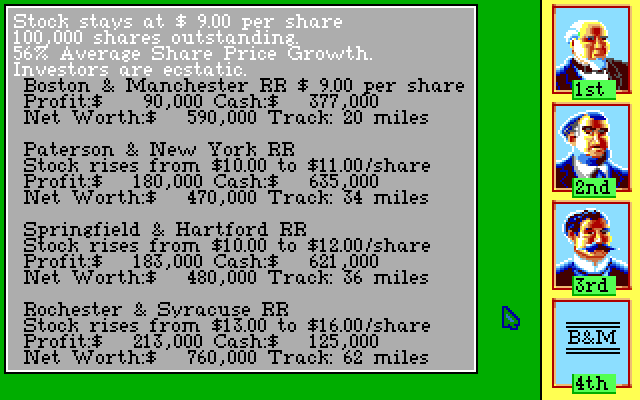 Stock stays at $ 9.00 per share
100,000 shares outstanding.
56% Average Share Price Growth.
Investors are ecstatic.
Boston & Manchester RR $ 9.00 per share
Profit:$ 90,000 Cash:$ 377,000
Net Worth:$ 590,000 Track: 20 miles
Paterson & New York RR
Stock rises from $10.00 to $11.00/share
Profit:$ 180,000 Cash:$ 635,000
Net Worth:$ 470,000 Track: 34 miles
Springfield & Hartford RR
Stock rises from $10.00 to $12.00/share
Profit:$ 183,000 Cash:$ 621,000
Net Worth:$ 480,000 Track: 36 miles
Rochester & Syracuse RR
Stock rises from $13.00 to $16.00/share
Profit:$ 213,000 Cash:$ 125,000
Net Worth:$ 760,000 Track: 62 miles
1st
2nd
3rd
B&M
4th